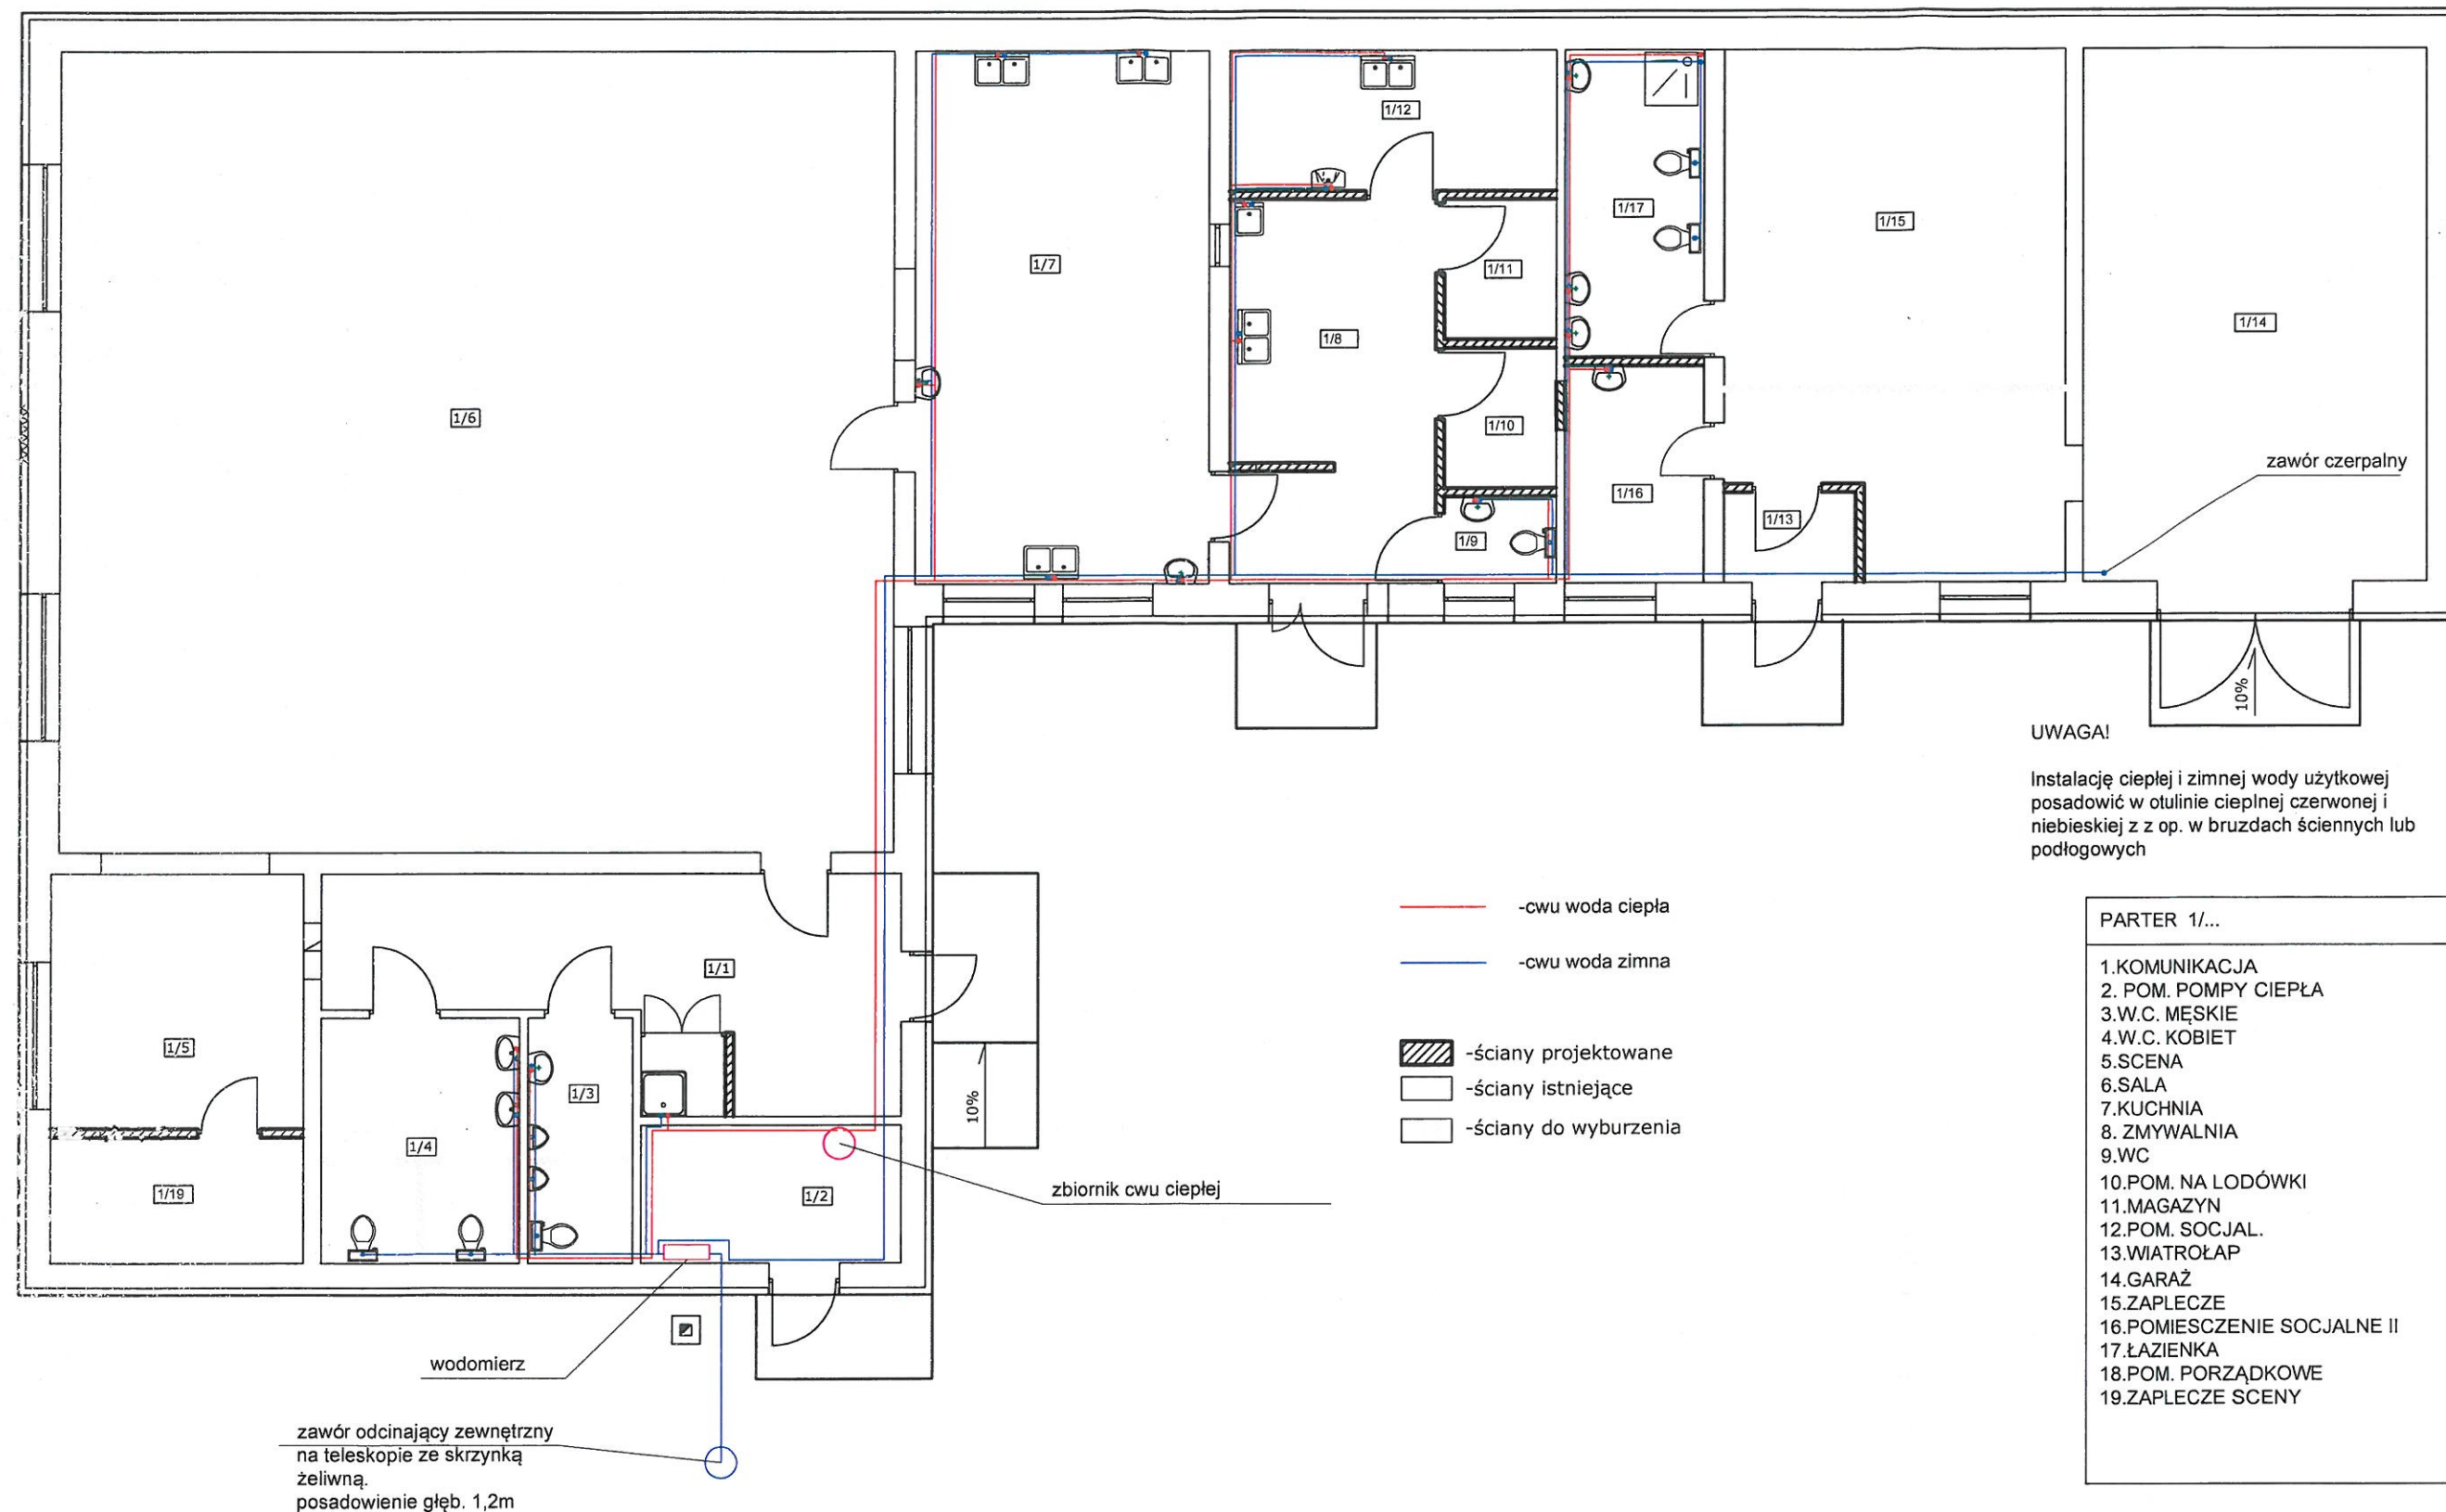 1/12
1/17
1/15
1/7
1/11
1/8
1/14
1/6
1/10
zawór czerpalny
1/16
1/13
1/9
10%
UWAGA!
Instalację ciepłej i zimnej wody użytkowej
posadowić w otulinie cieplnej czerwonej i
niebieskiej z z op. w bruzdach ściennych lub
podłogowych
-cwu woda ciepła
-cwu woda zimna
-ściany projektowane
-ściany istniejące
-ściany do wyburzenia
PARTER 1/...
1.KOMUNIKACJA
2. POM. POMPY CIEPŁA
3.W.C. MĘSKIE
4.W.C. KOBIET
5.SCENA
6.SALA
7.KUCHNIA
8. ZMYWALNIA
9.WC
10.POM. NA LODÓWKI
11.MAGAZYN
12.POM. SOCJAL.
13.WIATROŁAP
14.GARAŻ
15.ZAPLECZE
16.POMIESCZENIE SOCJALNE II
17.ŁAZIENKA
18.POM. PORZĄDKOWE
19.ZAPLECZE SCENY
1/1
1/5
1/3
10%
1/4
1/19
1/2
zbiornik cwu ciepłej
wodomierz
zawór odcinający zewnętrzny
na teleskopie ze skrzynką
żeliwną.
posadowienie głęb. 1,2m